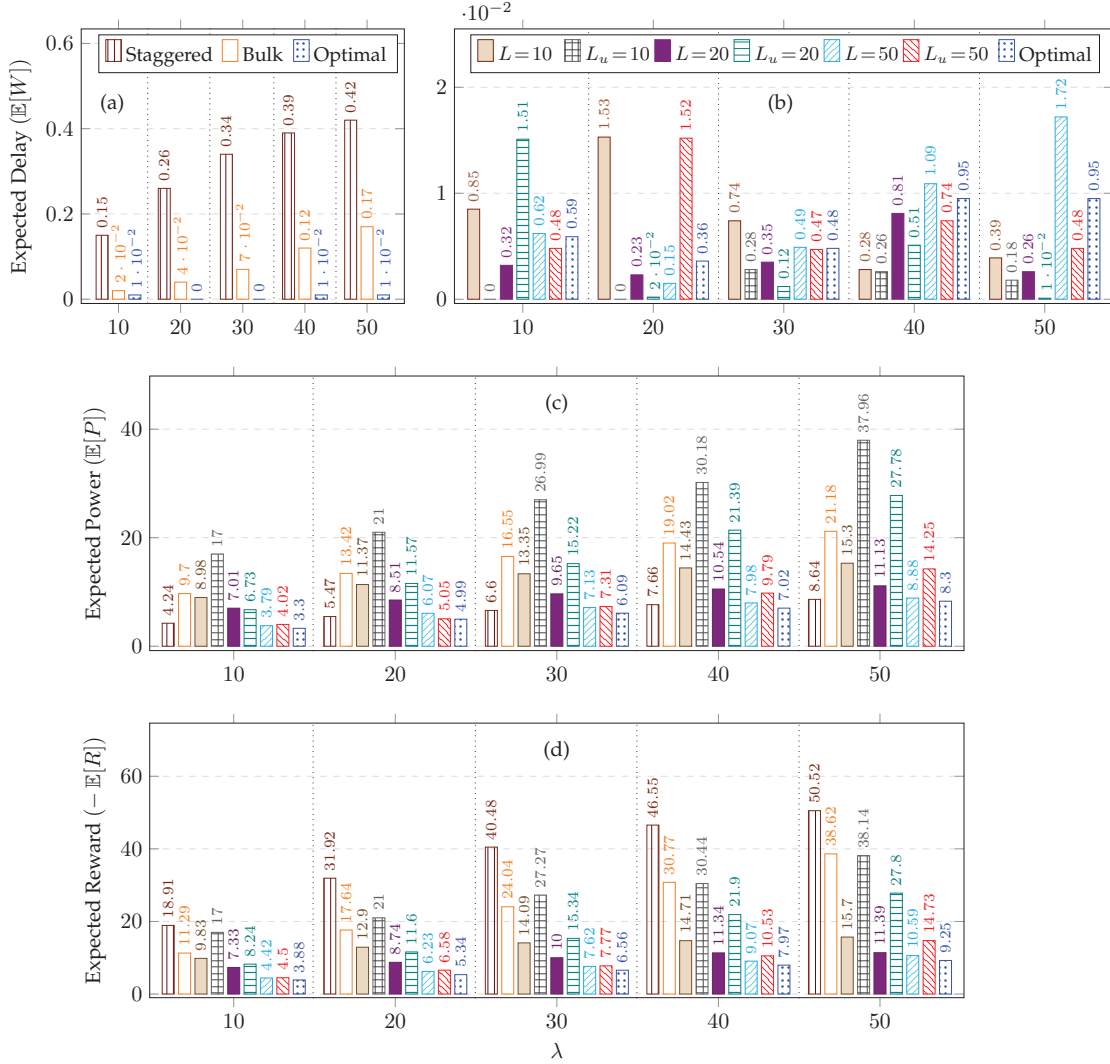 ·10⁻²
Staggered Bulk Optimal
L=10 Lᵤ=10 L=20 Lᵤ=20 L=50 Lᵤ=50 Optimal
(a)
(b)
Expected Delay (𝔼[W])
0.6
0.4
0.2
0
0.15 2 · 10⁻² 1 · 10⁻²
0.26 4 · 10⁻² 0
0.34 7 · 10⁻² 0
0.39 0.12 1 · 10⁻²
0.42 0.17 1 · 10⁻²
10 20 30 40 50
2
1
0
0.85 0 0.32 1.51 0.62 0.48 0.59
1.53 0 0.23 2 · 10⁻² 0.15 1.52 0.36
0.74 0.28 0.35 0.12 0.49 0.47 0.48
0.28 0.26 0.81 0.51 1.09 0.74 0.95
0.39 0.18 0.26 1 · 10⁻² 1.72 0.48 0.95
10 20 30 40 50
(c)
Expected Power (𝔼[P])
40
20
0
4.24 9.7 8.98 17 7.01 6.73 3.79 4.02 3.3
5.47 13.42 11.37 21 8.51 11.57 6.07 5.05 4.99
6.6 16.55 13.35 26.99 9.65 15.22 7.13 7.31 6.09
7.66 19.02 14.43 30.18 10.54 21.39 7.98 9.79 7.02
8.64 21.18 15.3 37.96 11.13 27.78 8.88 14.25 8.3
10 20 30 40 50
(d)
Expected Reward (− 𝔼[R])
60
40
20
0
18.91 11.29 9.83 17 7.33 8.24 4.42 4.5 3.88
31.92 17.64 12.9 21 8.74 11.6 6.23 6.58 5.34
40.48 24.04 14.09 27.27 10 15.34 7.62 7.77 6.56
46.55 30.77 14.71 30.44 11.34 21.9 9.07 10.53 7.97
50.52 38.62 15.7 38.14 11.39 27.8 10.59 14.73 9.25
10 20 30 40 50
λ